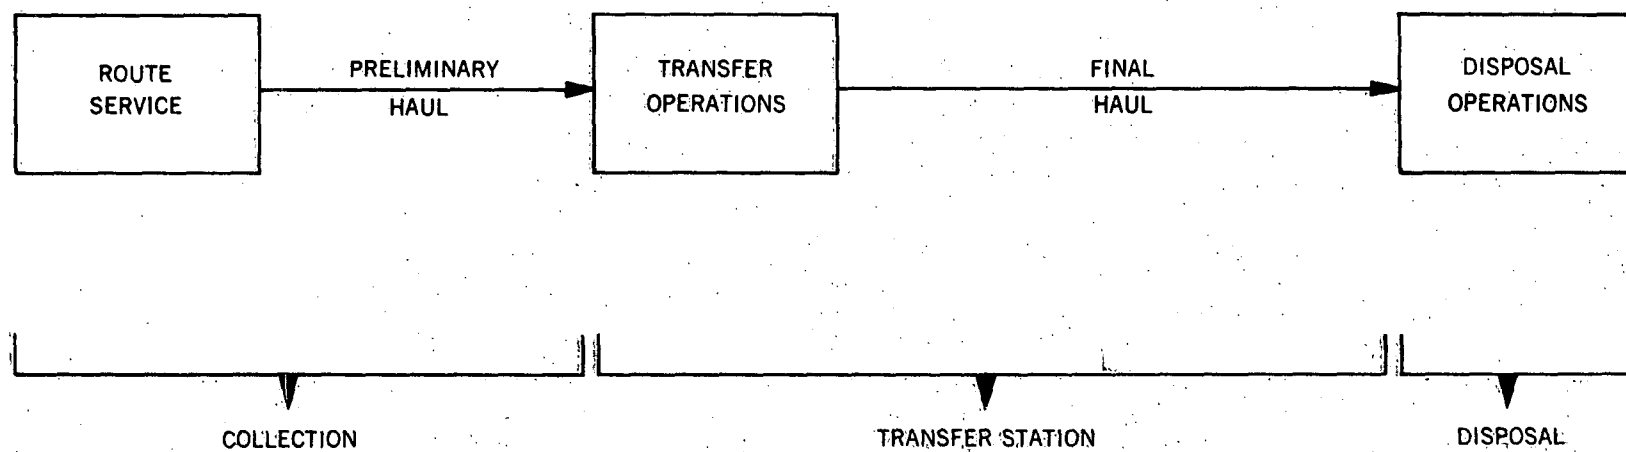 ROUTE
SERVICE
PRELIMINARY
HAUL
TRANSFER
OPERATIONS
FINAL
HAUL
DISPOSAL
OPERATIONS
COLLECTION
TRANSFER STATION
DISPOSAL